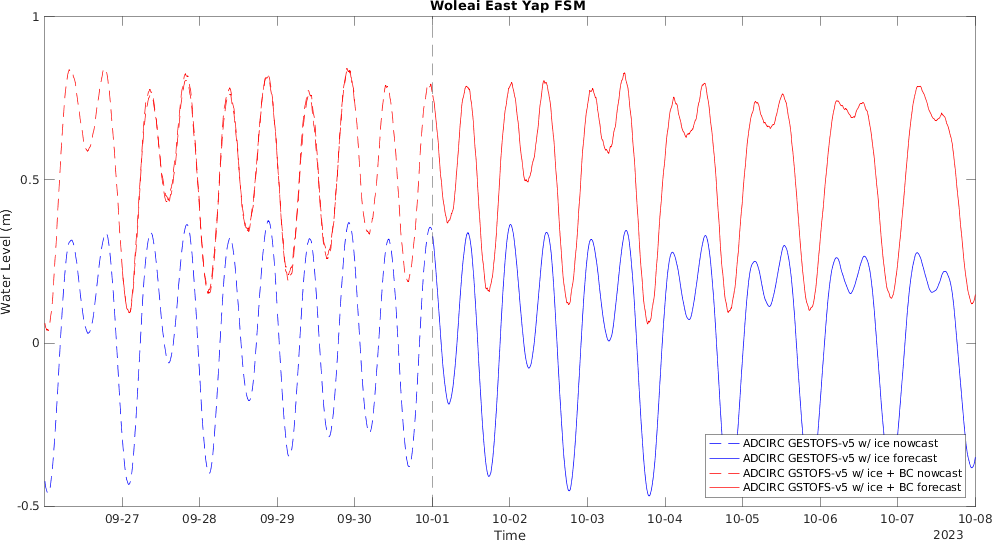 Woleai East Yap FSM
1
0.5
0
-0.5
Water Level (m)
09-27 09-28 09-29 09-30 10-01 10-02 10-03 10-04 10-05 10-06 10-07 10-08
Time
2023
ADCIRC GESTOFS-v5 w/ ice nowcast
ADCIRC GESTOFS-v5 w/ ice forecast
ADCIRC GSTOFS-v5 w/ ice + BC nowcast
ADCIRC GSTOFS-v5 w/ ice + BC forecast